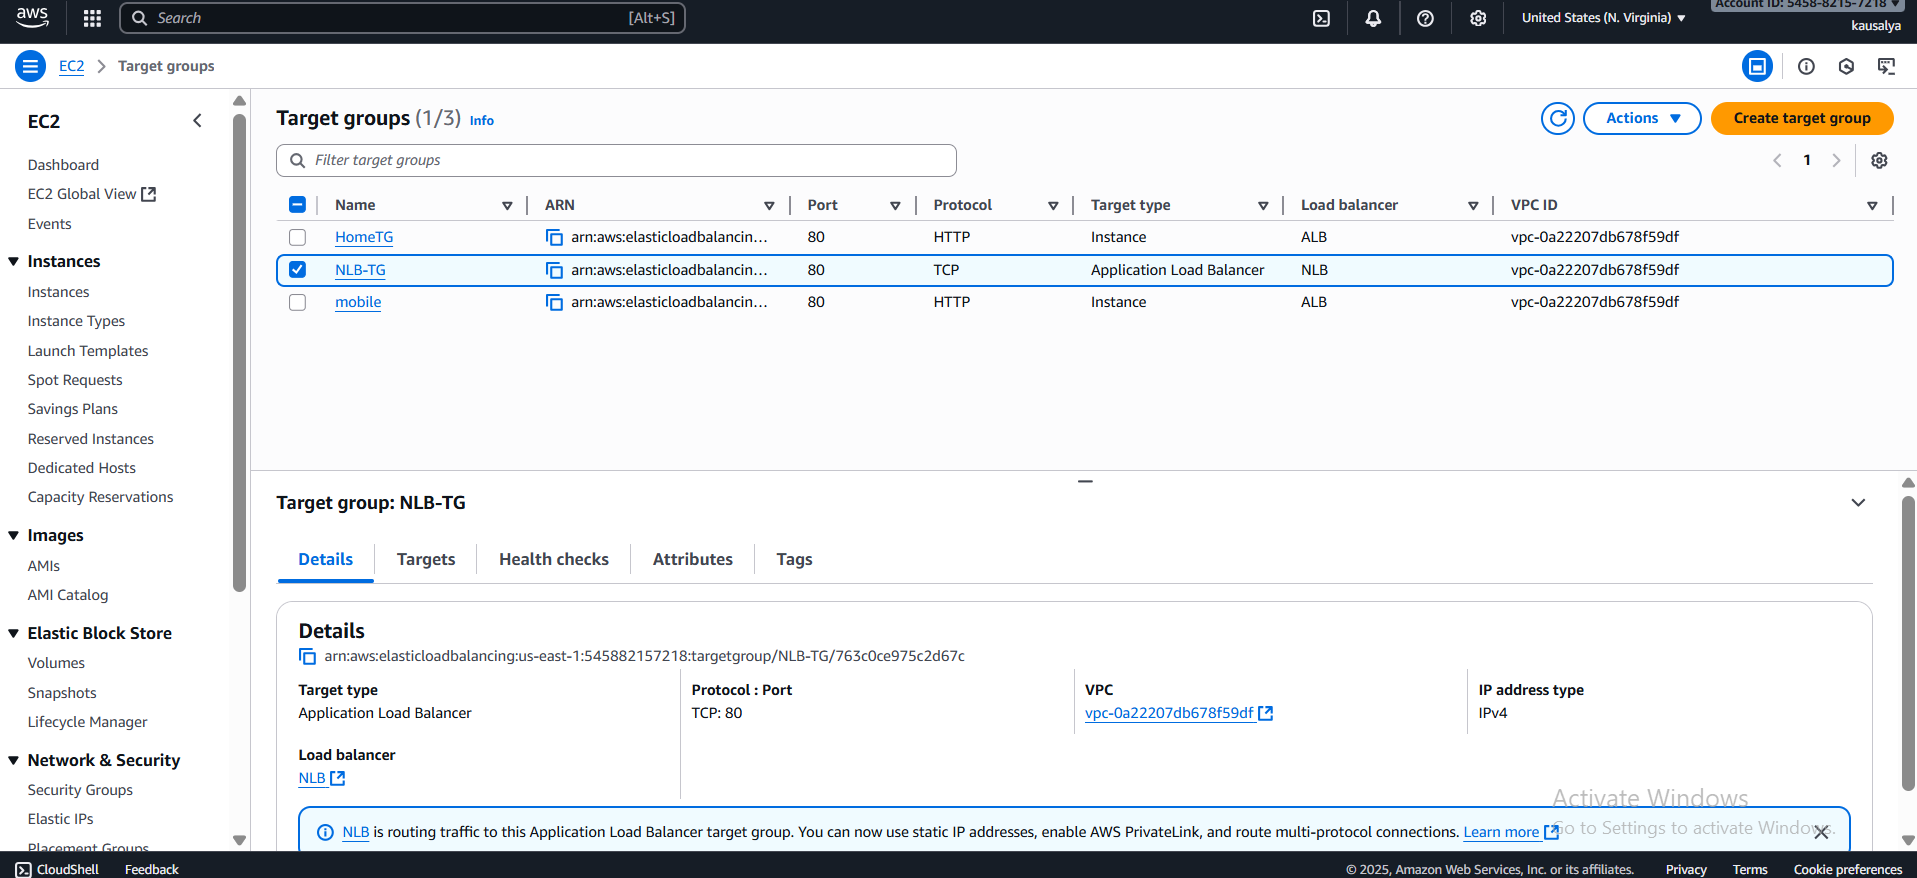 aws
Search [Alt+S]
United States (N. Virginia)
Account ID: 5458-8215-7218
kausalya
EC2
Target groups
EC2
Dashboard
EC2 Global View
Events
Instances
Instances
Instance Types
Launch Templates
Spot Requests
Savings Plans
Reserved Instances
Dedicated Hosts
Capacity Reservations
Images
AMIs
AMI Catalog
Elastic Block Store
Volumes
Snapshots
Lifecycle Manager
Network & Security
Security Groups
Elastic IPs
Placement Groups
Target groups (1/3) Info
Actions
Create target group
Filter target groups
1
Name ARN Port Protocol Target type Load balancer VPC ID
HomeTG arn:aws:elasticloadbalancin... 80 HTTP Instance ALB vpc-0a22207db678f59df
NLB-TG arn:aws:elasticloadbalancin... 80 TCP Application Load Balancer NLB vpc-0a22207db678f59df
mobile arn:aws:elasticloadbalancin... 80 HTTP Instance ALB vpc-0a22207db678f59df
Target group: NLB-TG
Details Targets Health checks Attributes Tags
Details
arn:aws:elasticloadbalancing:us-east-1:545882157218:targetgroup/NLB-TG/763c0ce975c2d67c
Target type
Application Load Balancer
Protocol : Port
TCP: 80
VPC
vpc-0a22207db678f59df
IP address type
IPv4
Load balancer
NLB
NLB is routing traffic to this Application Load Balancer target group. You can now use static IP addresses, enable AWS PrivateLink, and route multi-protocol connections. Learn more
Activate Windows
Go to Settings to activate Windows.
CloudShell Feedback
© 2025, Amazon Web Services, Inc. or its affiliates. Privacy Terms Cookie preferences